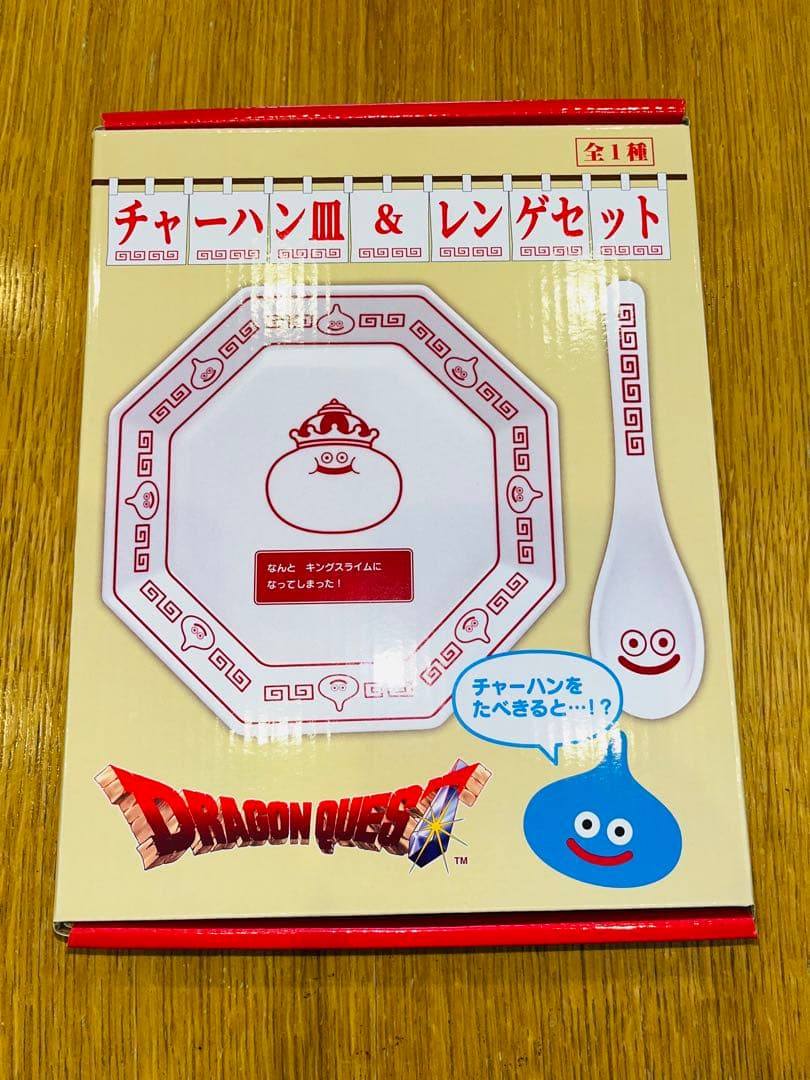 全1種
チャーハン皿&レンゲセット
なんと キングスライムに
なってしまった!
チャーハンを
たべきると…!?
DRAGON QUEST
TM